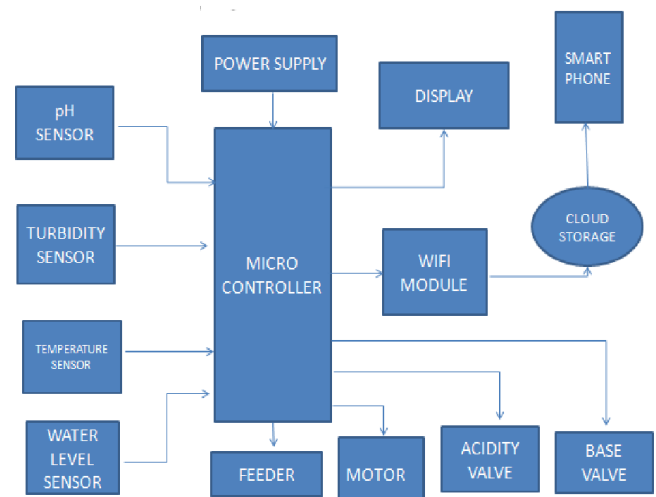 POWER SUPPLY
SMART
PHONE
DISPLAY
pH
SENSOR
TURBIDITY
SENSOR
MICRO
CONTROLLER
WIFI
MODULE
CLOUD
STORAGE
TEMPERATURE
SENSOR
WATER
LEVEL
SENSOR
FEEDER
MOTOR
ACIDITY
VALVE
BASE
VALVE